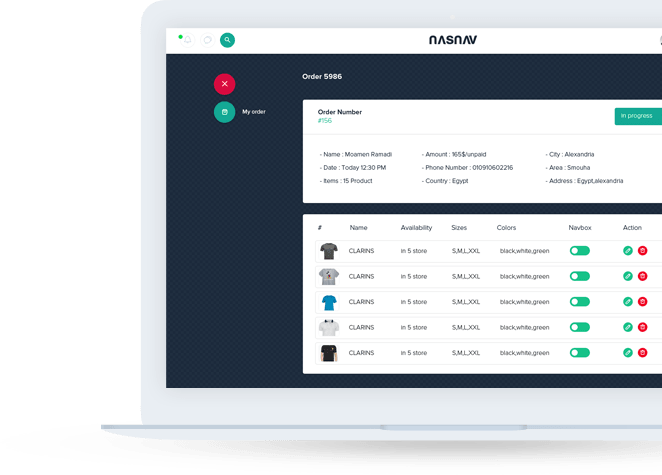 NASNAV
Order 5986
My order
Order Number
#156
In progress
- Name : Moamen Ramadi
- Amount : 165$/unpaid
- City : Alexandria
- Date : Today 12:30 PM
- Phone Number : 010910602216
- Area : Smouha
- Items : 15 Product
- Country : Egypt
- Address : Egypt,alexandria
# Name Availability Sizes Colors Navbox Action
CLARINS in 5 store S,M,L,XXL black,white,green
CLARINS in 5 store S,M,L,XXL black,white,green
CLARINS in 5 store S,M,L,XXL black,white,green
CLARINS in 5 store S,M,L,XXL black,white,green
CLARINS in 5 store S,M,L,XXL black,white,green